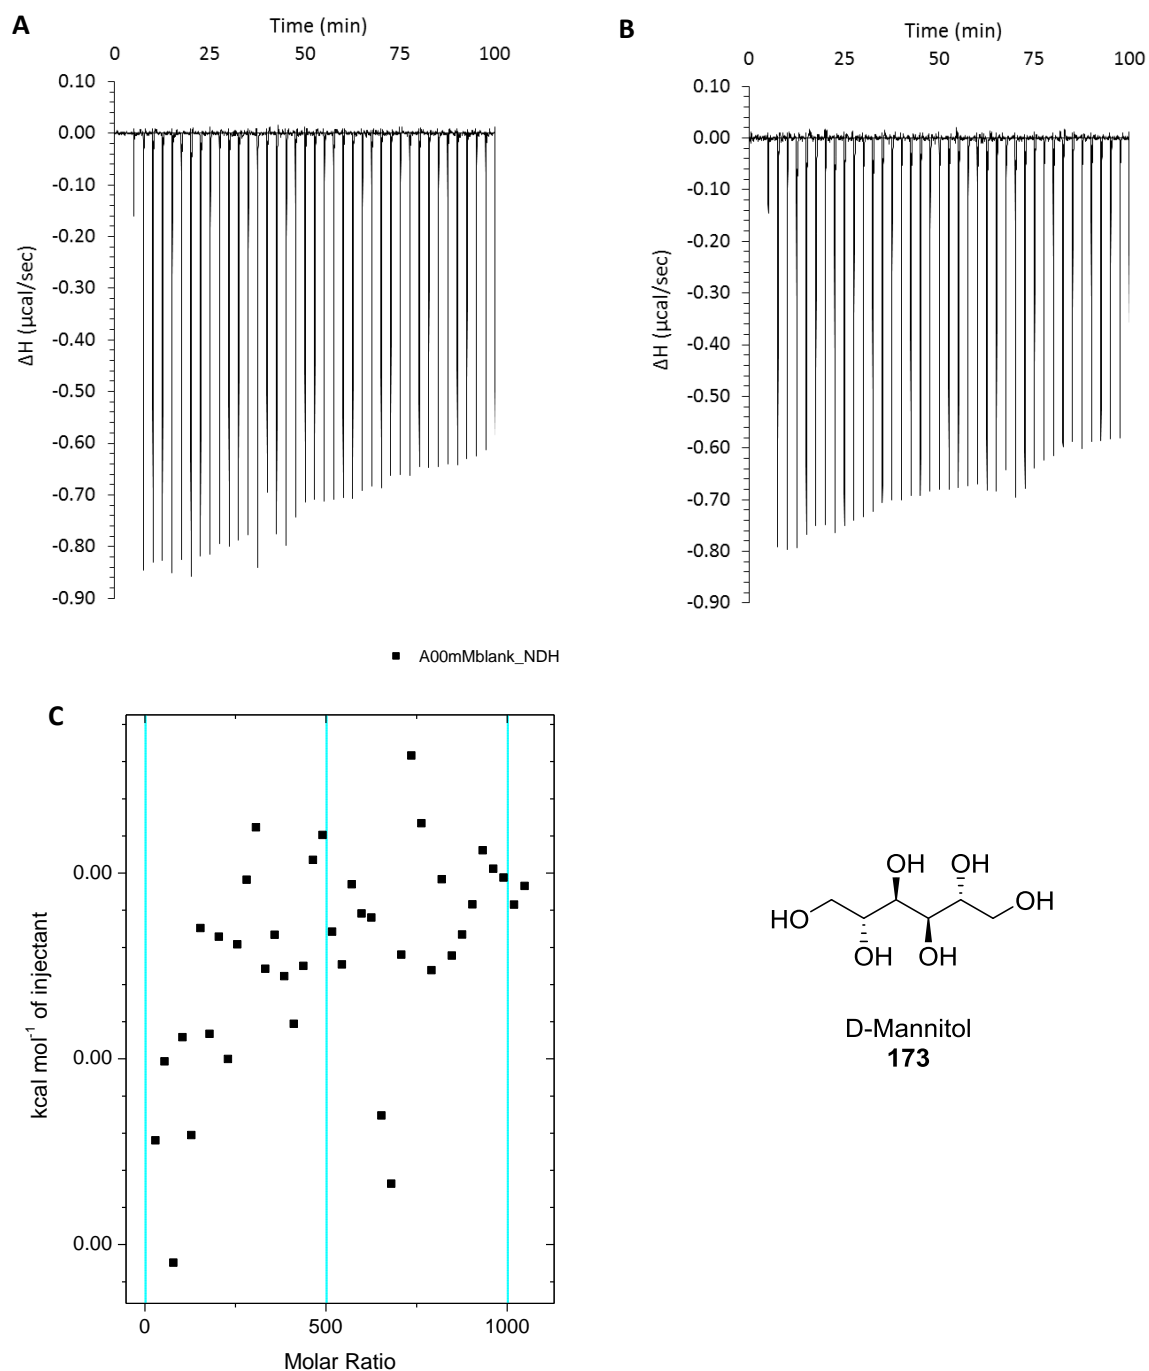 A
Time (min)
0 25 50 75 100
0.10
0.00
-0.10
-0.20
-0.30
-0.40
-0.50
-0.60
-0.70
-0.80
-0.90
ΔH (µcal/sec)
B
Time (min)
0 25 50 75 100
0.10
0.00
-0.10
-0.20
-0.30
-0.40
-0.50
-0.60
-0.70
-0.80
-0.90
ΔH (µcal/sec)
A00mMblank_NDH
C
0.00
0.00
0.00
kcal mol⁻¹ of injectant
0 500 1000
Molar Ratio
OH OH
HO OH
OH OH
D-Mannitol
173